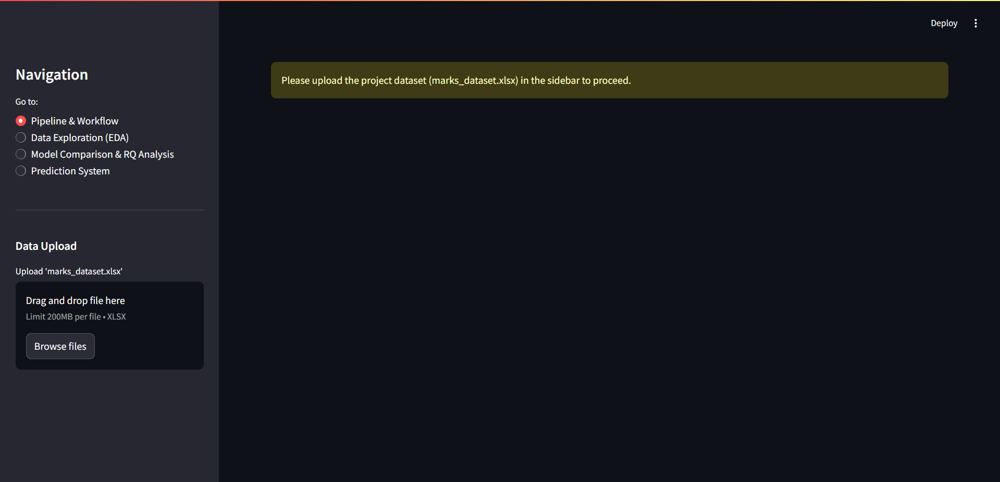 Deploy
Navigation
Go to:
Pipeline & Workflow
Data Exploration (EDA)
Model Comparison & RQ Analysis
Prediction System
Data Upload
Upload 'marks_dataset.xlsx'
Drag and drop file here
Limit 200MB per file • XLSX
Browse files
Please upload the project dataset (marks_dataset.xlsx) in the sidebar to proceed.